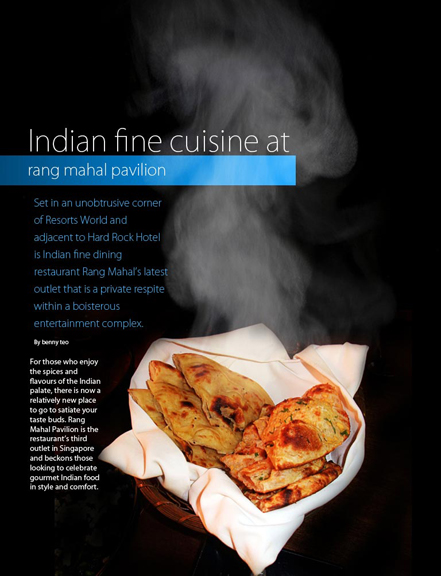 Indian fine cuisine at
rang mahal pavilion
Set in an unobtrusive corner
of Resorts World and
adjacent to Hard Rock Hotel
is Indian fine dining
restaurant Rang Mahal's latest
outlet that is a private respite
within a boisterous
entertainment complex.
By benny teo
For those who enjoy
the spices and
flavours of the Indian
palate, there is now a
relatively new place
to go to satiate your
taste buds. Rang
Mahal Pavilion is the
restaurant's third
outlet in Singapore
and beckons those
looking to celebrate
gourmet Indian food
in style and comfort.